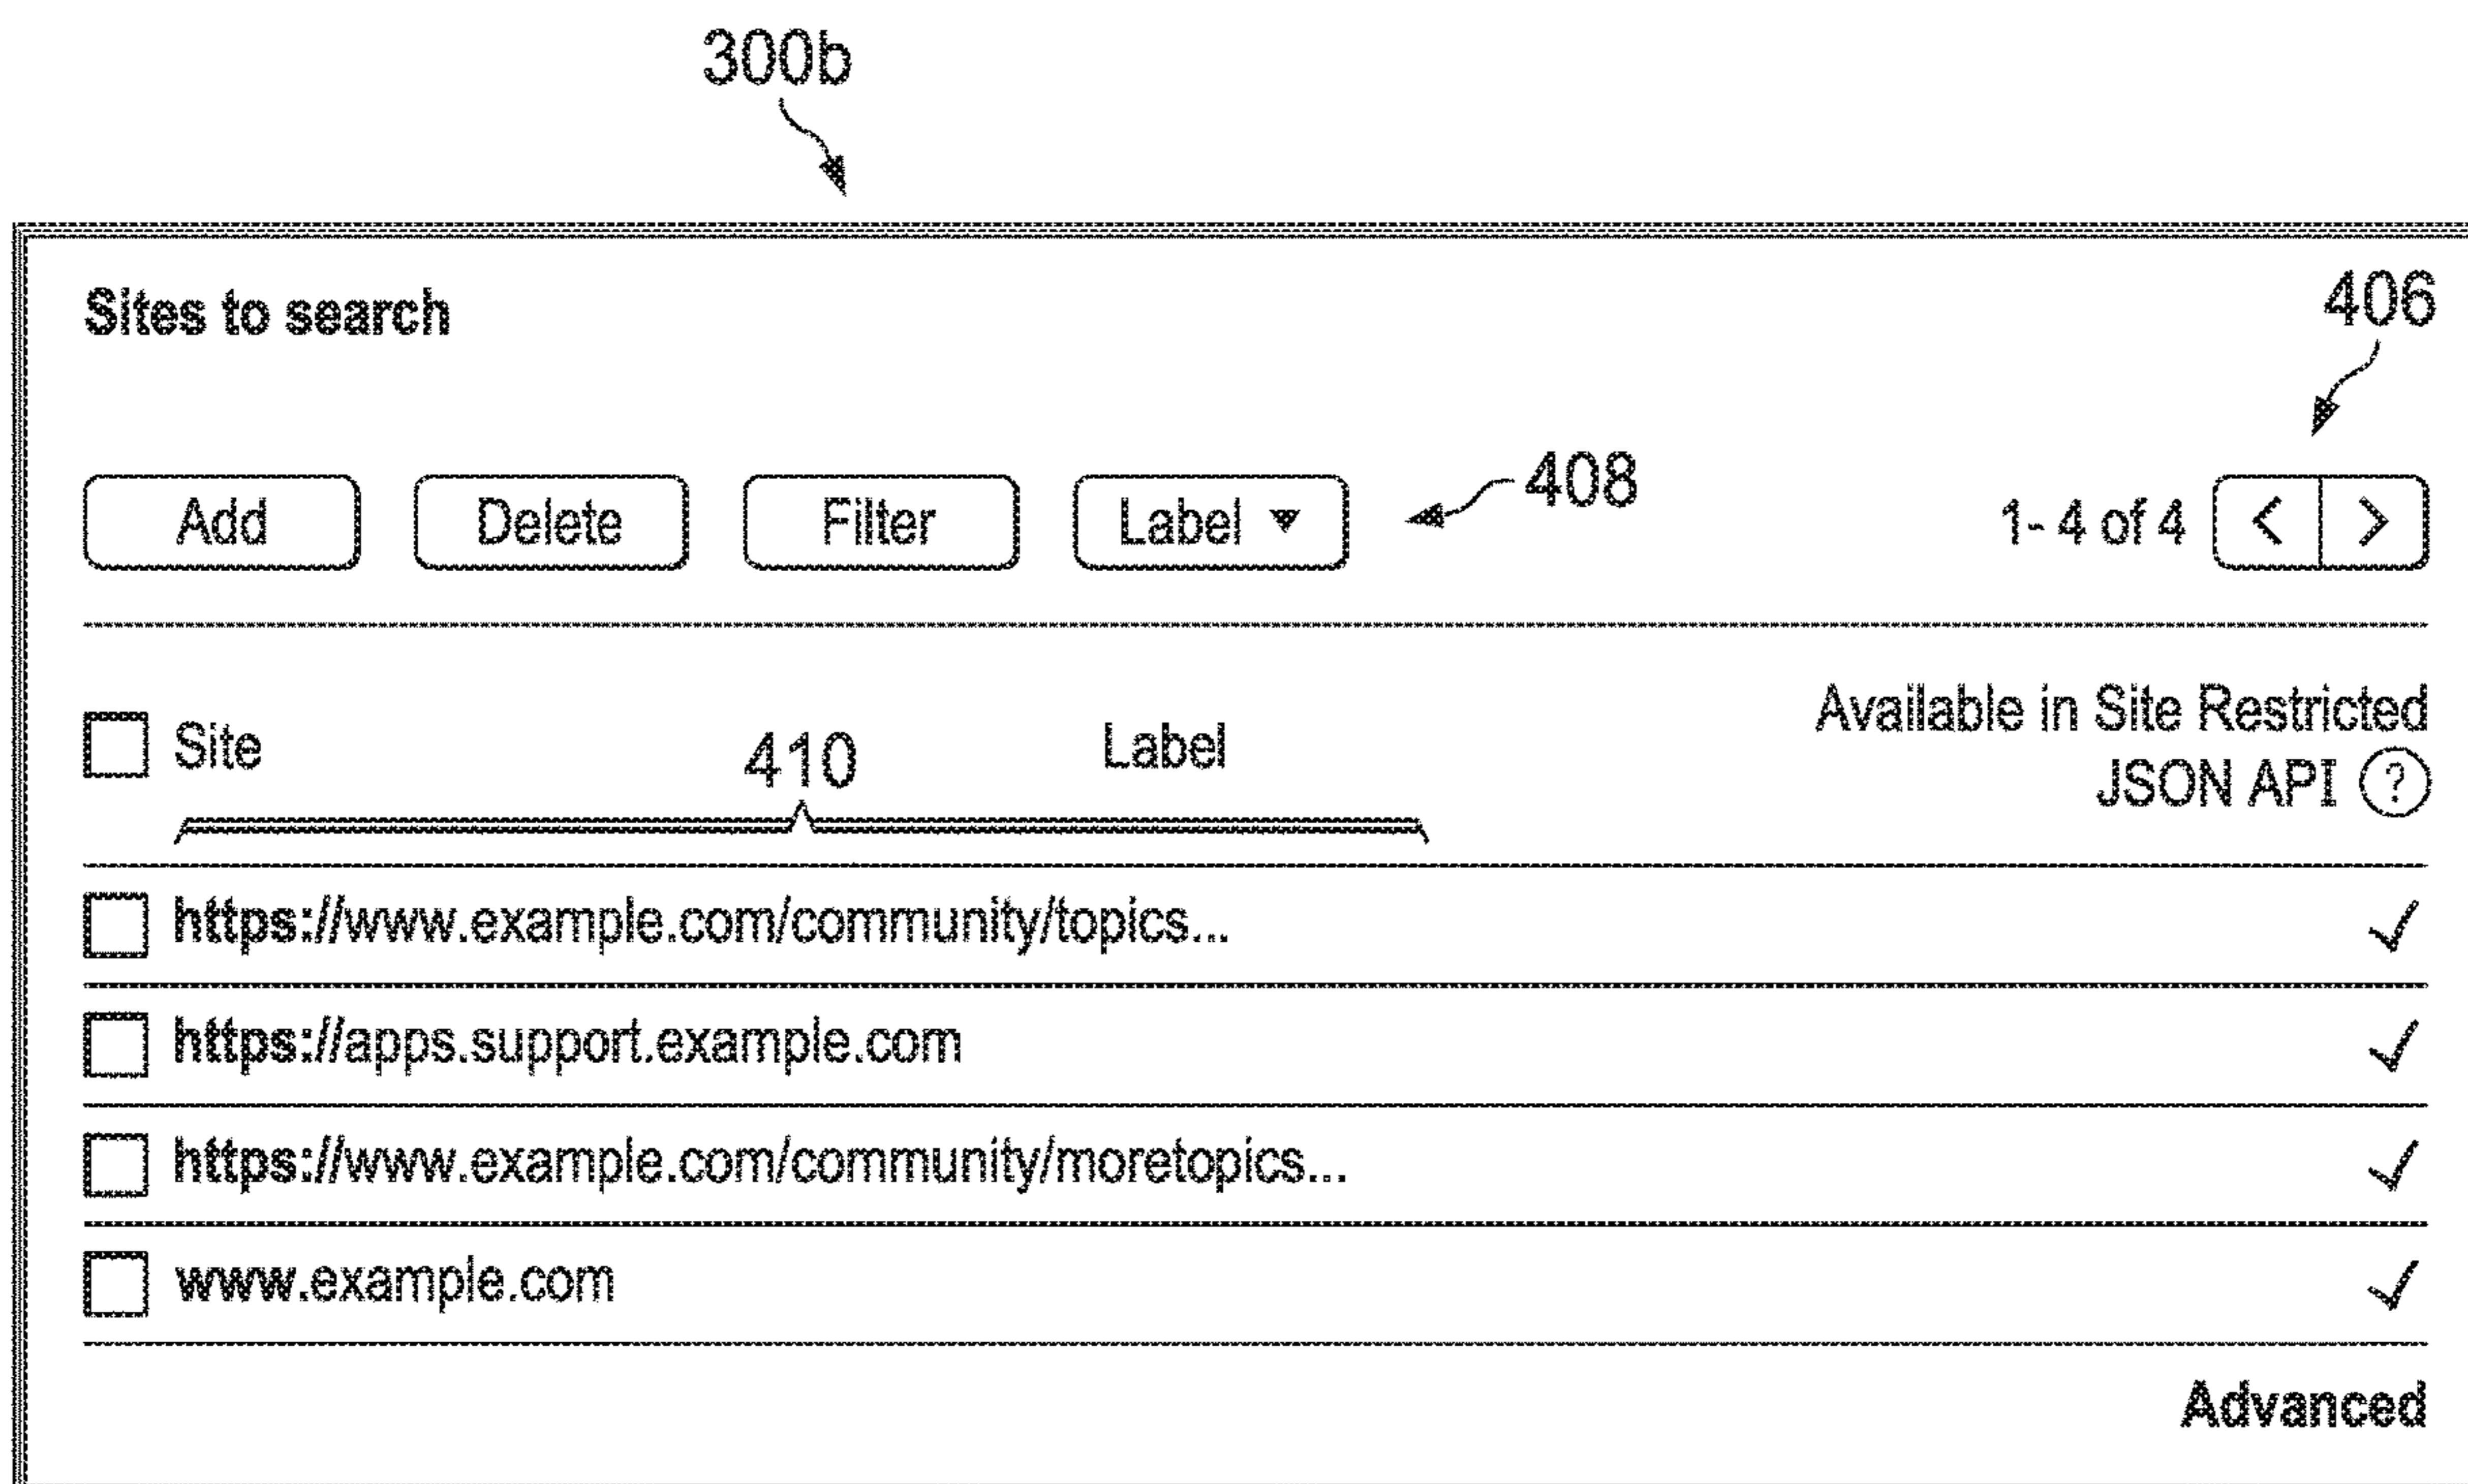 300b
Sites to search
406
Add Delete Filter Label ▼ 408 1- 4 of 4 < >
Available in Site Restricted
Site 410 Label
JSON API ?
https://www.example.com/community/topics...
https://apps.support.example.com
https://www.example.com/community/moretopics...
www.example.com
Advanced